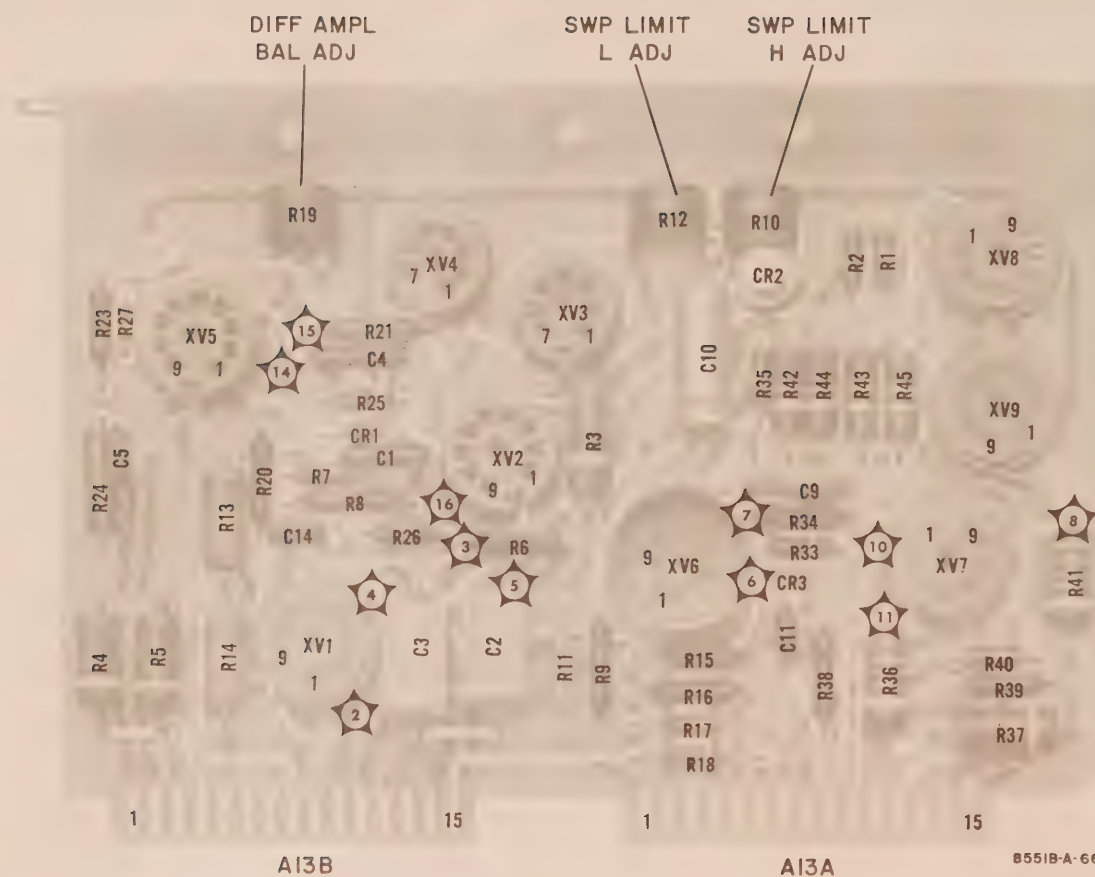 DIFF AMPL
BAL ADJ
SWP LIMIT
L ADJ
SWP LIMIT
H ADJ
R19
R12
R10
9
1
XV8
XV4
7
1
CR2
R2
R1
R23
R27
XV5
9
1
15
14
R21
C4
XV3
7
1
C10
R35
R42
R44
R43
R45
R25
XV9
9
1
CR1
C1
R3
R24
C5
R20
R7
XV2
9
1
R13
R8
16
C9
7
R34
8
C14
R26
3
R6
R33
10
1
9
XV7
9
XV6
1
4
5
6
CR3
R41
11
R4
R5
R14
9
XV1
1
C3
C2
R11
R9
R15
C11
R38
R36
R40
R16
R39
2
R17
R37
R18
1
15
1
15
A13B
A13A
8551B-A-66